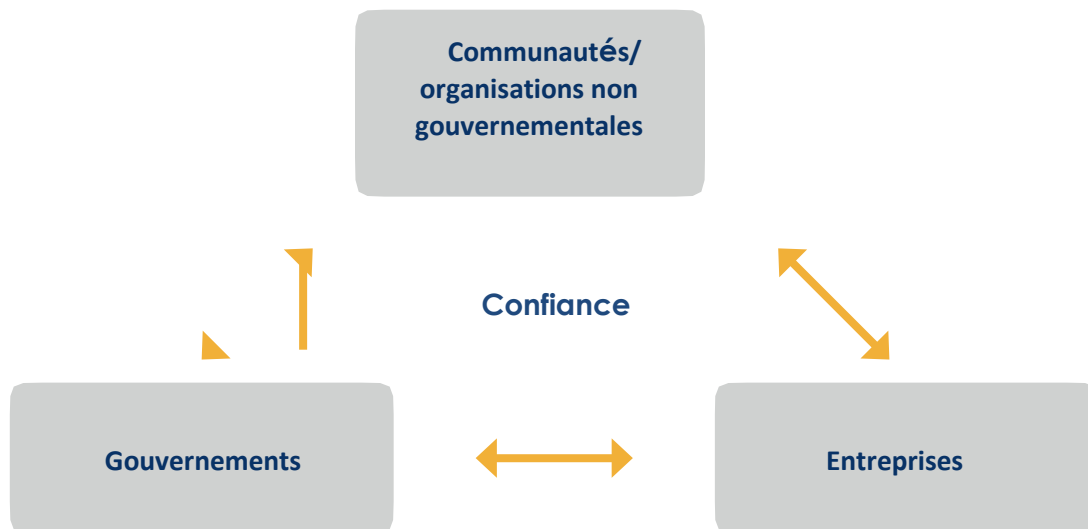 Communautés/
organisations non
gouvernementales
Confiance
Gouvernements
Entreprises